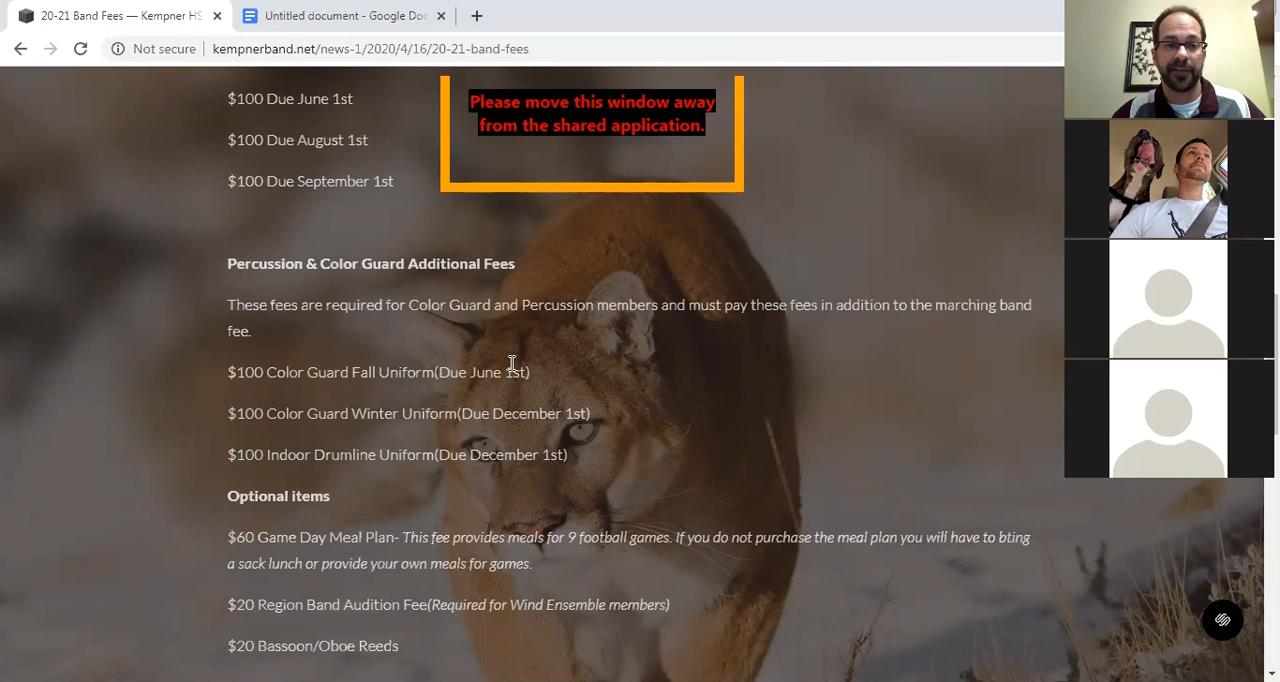 20-21 Band Fees — Kempner HS
Untitled document - Google Doc
Not secure
kempnerband.net/news-1/2020/4/16/20-21-band-fees
$100 Due June 1st
$100 Due August 1st
$100 Due September 1st
Please move this window away
from the shared application.
Percussion & Color Guard Additional Fees
These fees are required for Color Guard and Percussion members and must pay these fees in addition to the marching band
fee.
$100 Color Guard Fall Uniform(Due June 1st)
$100 Color Guard Winter Uniform(Due December 1st)
$100 Indoor Drumline Uniform(Due December 1st)
Optional items
$60 Game Day Meal Plan- This fee provides meals for 9 football games. If you do not purchase the meal plan you will have to bting
a sack lunch or provide your own meals for games.
$20 Region Band Audition Fee(Required for Wind Ensemble members)
$20 Bassoon/Oboe Reeds